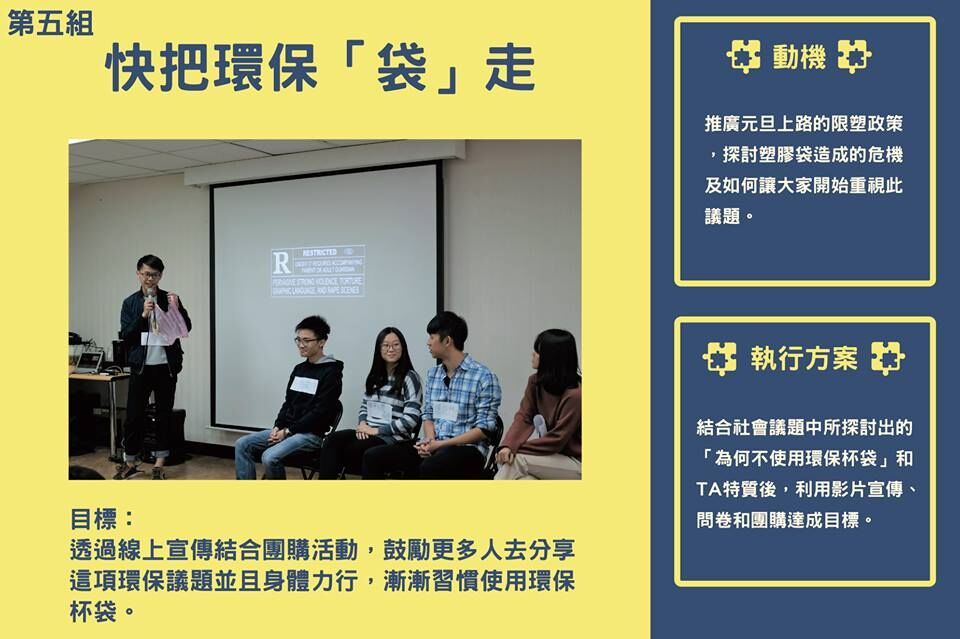 第五組
快把環保「袋」走
RESTRICTED
R
UNDER 17 REQUIRES ACCOMPANYING
PARENT OR ADULT GUARDIAN
PERVASIVE STRONG VIOLENCE, TORTURE,
GRAPHIC LANGUAGE, AND RAPE SCENES
目標：
透過線上宣傳結合團購活動，鼓勵更多人去分享
這項環保議題並且身體力行，漸漸習慣使用環保
杯袋。
動機
推廣元旦上路的限塑政策
，探討塑膠袋造成的危機
及如何讓大家開始重視此
議題。
執行方案
結合社會議題中所探討出的
「為何不使用環保杯袋」和
TA特質後，利用影片宣傳、
問卷和團購達成目標。